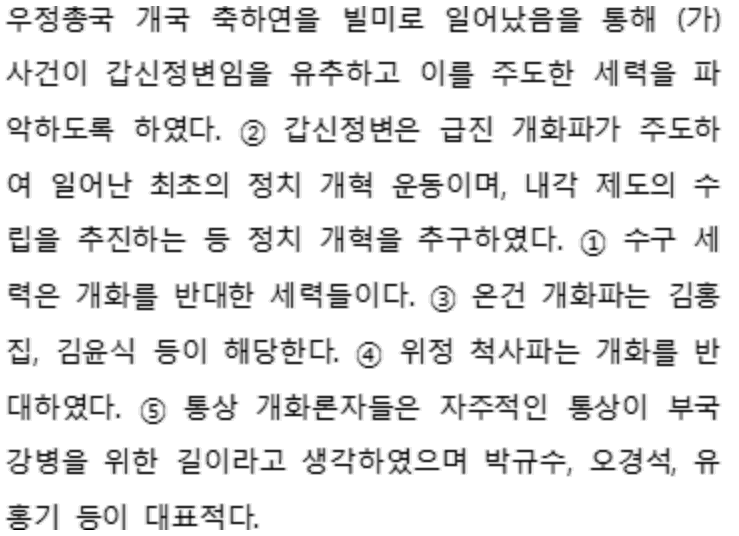 우정총국 개국 축하연을 빌미로 일어났음을 통해 (가)
사건이 갑신정변임을 유추하고 이를 주도한 세력을 파
악하도록 하였다. ② 갑신정변은 급진 개화파가 주도하
여 일어난 최초의 정치 개혁 운동이며, 내각 제도의 수
립을 추진하는 등 정치 개혁을 추구하였다. ① 수구 세
력은 개화를 반대한 세력들이다. ③ 온건 개화파는 김홍
집, 김윤식 등이 해당한다. ④ 위정 척사파는 개화를 반
대하였다. ⑤ 통상 개화론자들은 자주적인 통상이 부국
강병을 위한 길이라고 생각하였으며 박규수, 오경석, 유
홍기 등이 대표적다.